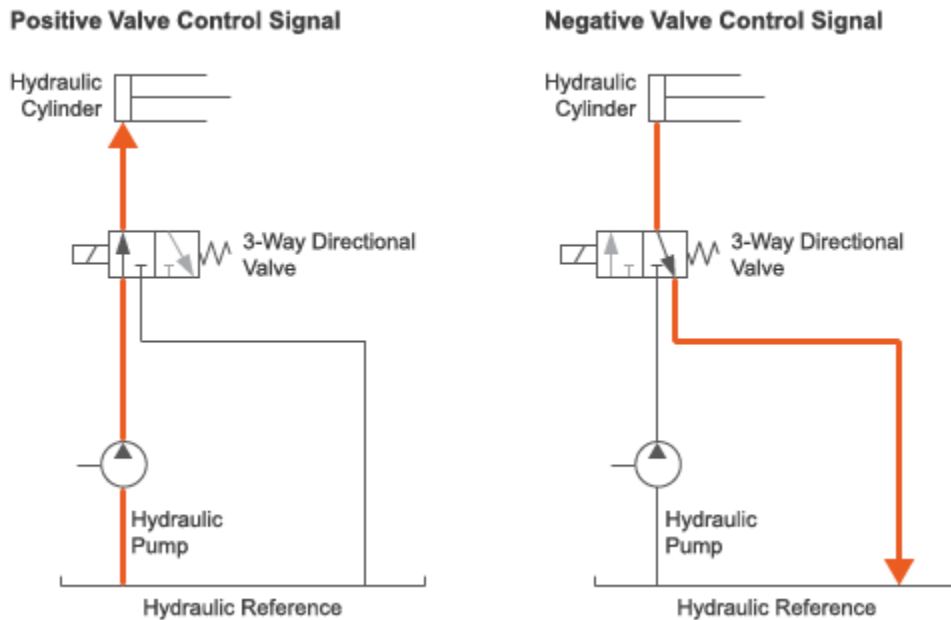 Positive Valve Control Signal
Hydraulic
Cylinder
3-Way Directional
Valve
Hydraulic
Pump
Hydraulic Reference
Negative Valve Control Signal
Hydraulic
Cylinder
3-Way Directional
Valve
Hydraulic
Pump
Hydraulic Reference